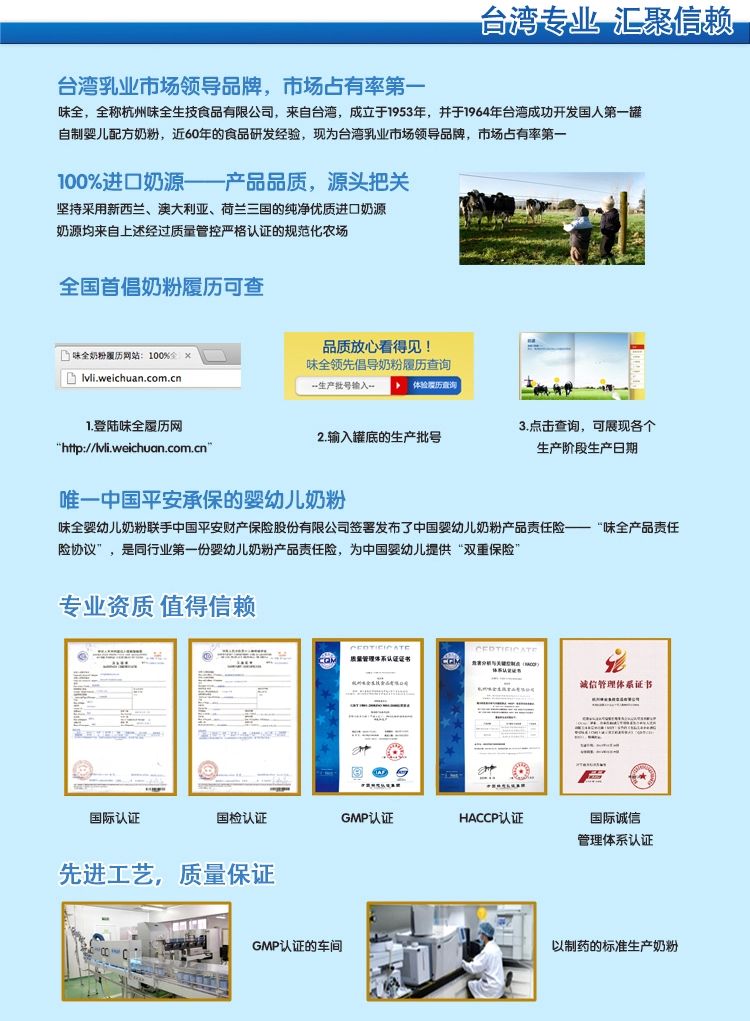 台湾专业 汇聚信赖
台湾乳业市场领导品牌，市场占有率第一
味全，全称杭州味全生技食品有限公司，来自台湾，成立于1953年，并于1964年台湾成功开发国人第一罐
自制婴儿配方奶粉，近60年的食品研发经验，现为台湾乳业市场领导品牌，市场占有率第一
100%进口奶源——产品品质，源头把关
坚持采用新西兰、澳大利亚、荷兰三国的纯净优质进口奶源
奶源均来自上述经过质量管控严格认证的规范化农场
全国首倡奶粉履历可查
味全奶粉履历网站：100%全
lvli.weichuan.com.cn
品质放心看得见！
味全领先倡导奶粉履历查询
--生产批号输入--
体验履历查询
1.登陆味全履历网
“http://lvli.weichuan.com.cn”
2.输入罐底的生产批号
3.点击查询，可展现各个
生产阶段生产日期
唯一中国平安承保的婴幼儿奶粉
味全婴幼儿奶粉联手中国平安财产保险股份有限公司签署发布了中国婴幼儿奶粉产品责任险——“味全产品责任
险协议”，是同行业第一份婴幼儿奶粉产品责任险，为中国婴幼儿提供“双重保险”
专业资质 值得信赖
CERTIFICATE
CQM
质量管理体系认证证书
杭州味全生技食品有限公司
IAF
CERTIFICATE
CQM
危害分析与关键控制点（HACCP）
体系认证证书
杭州味全生技食品有限公司
诚信管理体系证书
国际认证
国检认证
GMP认证
HACCP认证
国际诚信
管理体系认证
先进工艺，质量保证
GMP认证的车间
以制药的标准生产奶粉